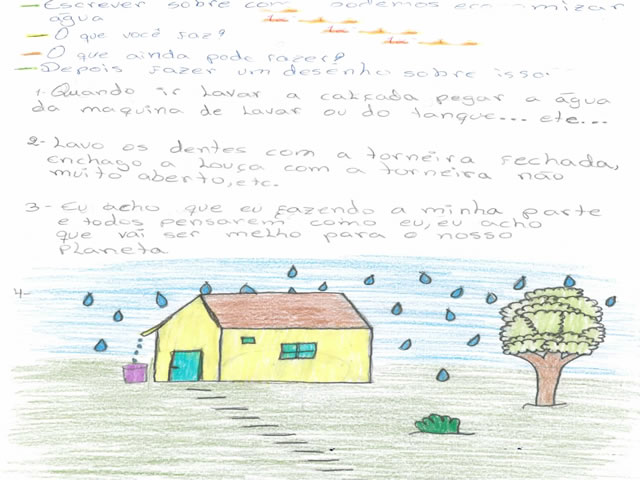 - Escrever sobre com podemos economizar
água
- O que você faz?
- O que ainda pode fazer?
- Depois fazer um desenho sobre isso.
1- Quando ir lavar a calçada pegar a água
da maquina de lavar ou do tanque... etc...
2- Lavo os dentes com a torneira fechada,
enchago a louça com a torneira não
muito aberto, etc.
3- Eu acho que eu fazendo a minha parte
e todos pensarem como eu, eu acho
que vai ser melho para o nosso
planeta
4-